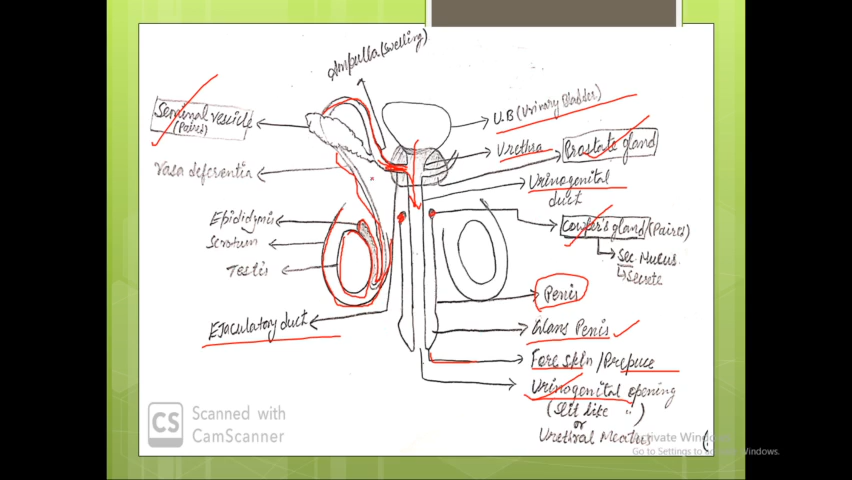 Ampulla (swelling)
Seminal vesicle
(Paired)
Vasa deferentia
Epididymis
Scrotum
Testis
Ejaculatory duct
U.B (Urinary Bladder)
Urethra
Prostate gland
Urinogenital
duct
Cowper's gland (Paired)
Sec. Mucus
Secrete
Penis
Glans Penis
Fore skin / Prepuce
Urinogenital opening
(Slit like " )
or
Urethral Meatus
Activate Windows
Go to Settings to activate Windows.
CS Scanned with
CamScanner